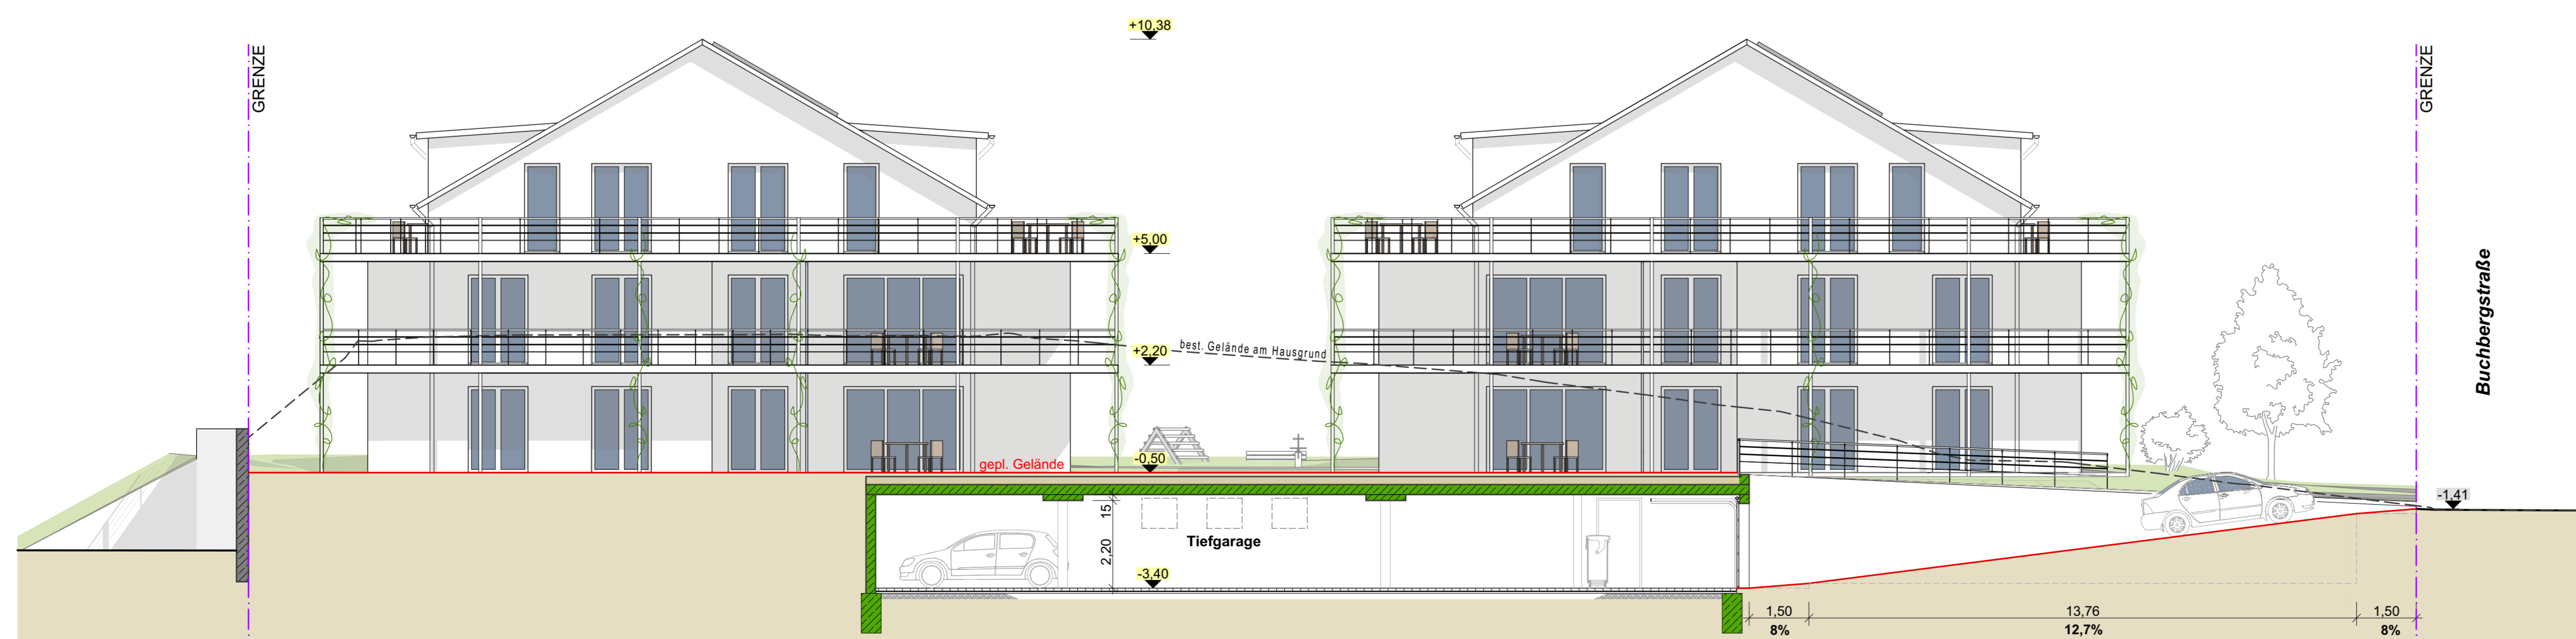 +10,38
GRENZE
GRENZE
+5,00
Buchbergstraße
best. Gelände am Hausgrund
+2,20
gepl. Gelände
-0,50
-1,41
15
2,20
Tiefgarage
-3,40
1,50
13,76
1,50
8%
12,7%
8%